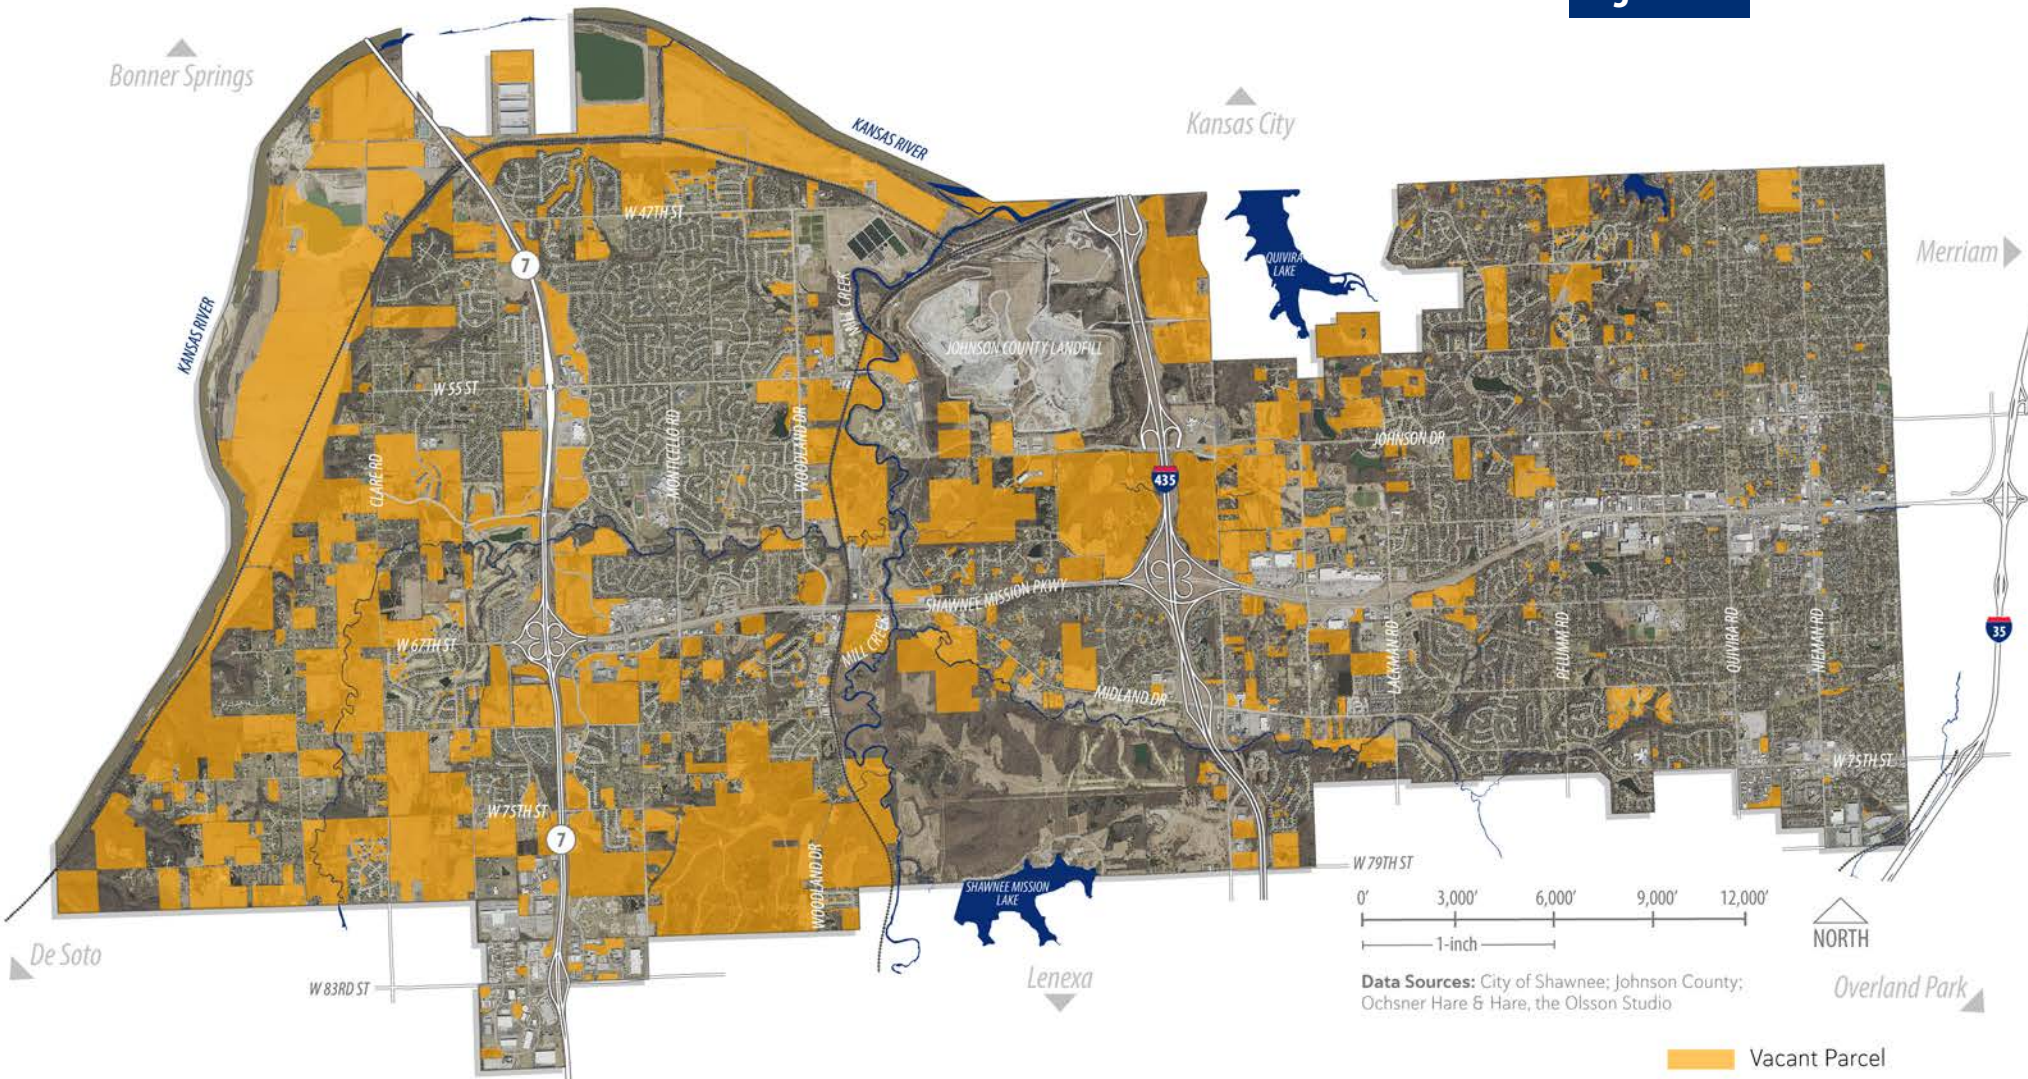 Bonner Springs
Kansas City
KANSAS RIVER
W 47TH ST
7
QUIVIRA
LAKE
Merriam
MILL CREEK
KANSAS RIVER
JOHNSON COUNTY LANDFILL
W 55 ST
CLARE RD
MONTICELLO RD
WOODLAND DR
JOHNSON DR
435
SHAWNEE MISSION PKWY
W 67TH ST
MILL CREEK
LACKMAN RD
PFLUMM RD
QUIVIRA RD
NIEMAN RD
35
MIDLAND DR
W 75TH ST
W 75TH ST
7
WOODLAND DR
W 79TH ST
SHAWNEE MISSION
LAKE
0' 3,000' 6,000' 9,000' 12,000'
1-inch
NORTH
De Soto
W 83RD ST
Lenexa
Data Sources: City of Shawnee; Johnson County;
Ochsner Hare & Hare, the Olsson Studio
Overland Park
Vacant Parcel